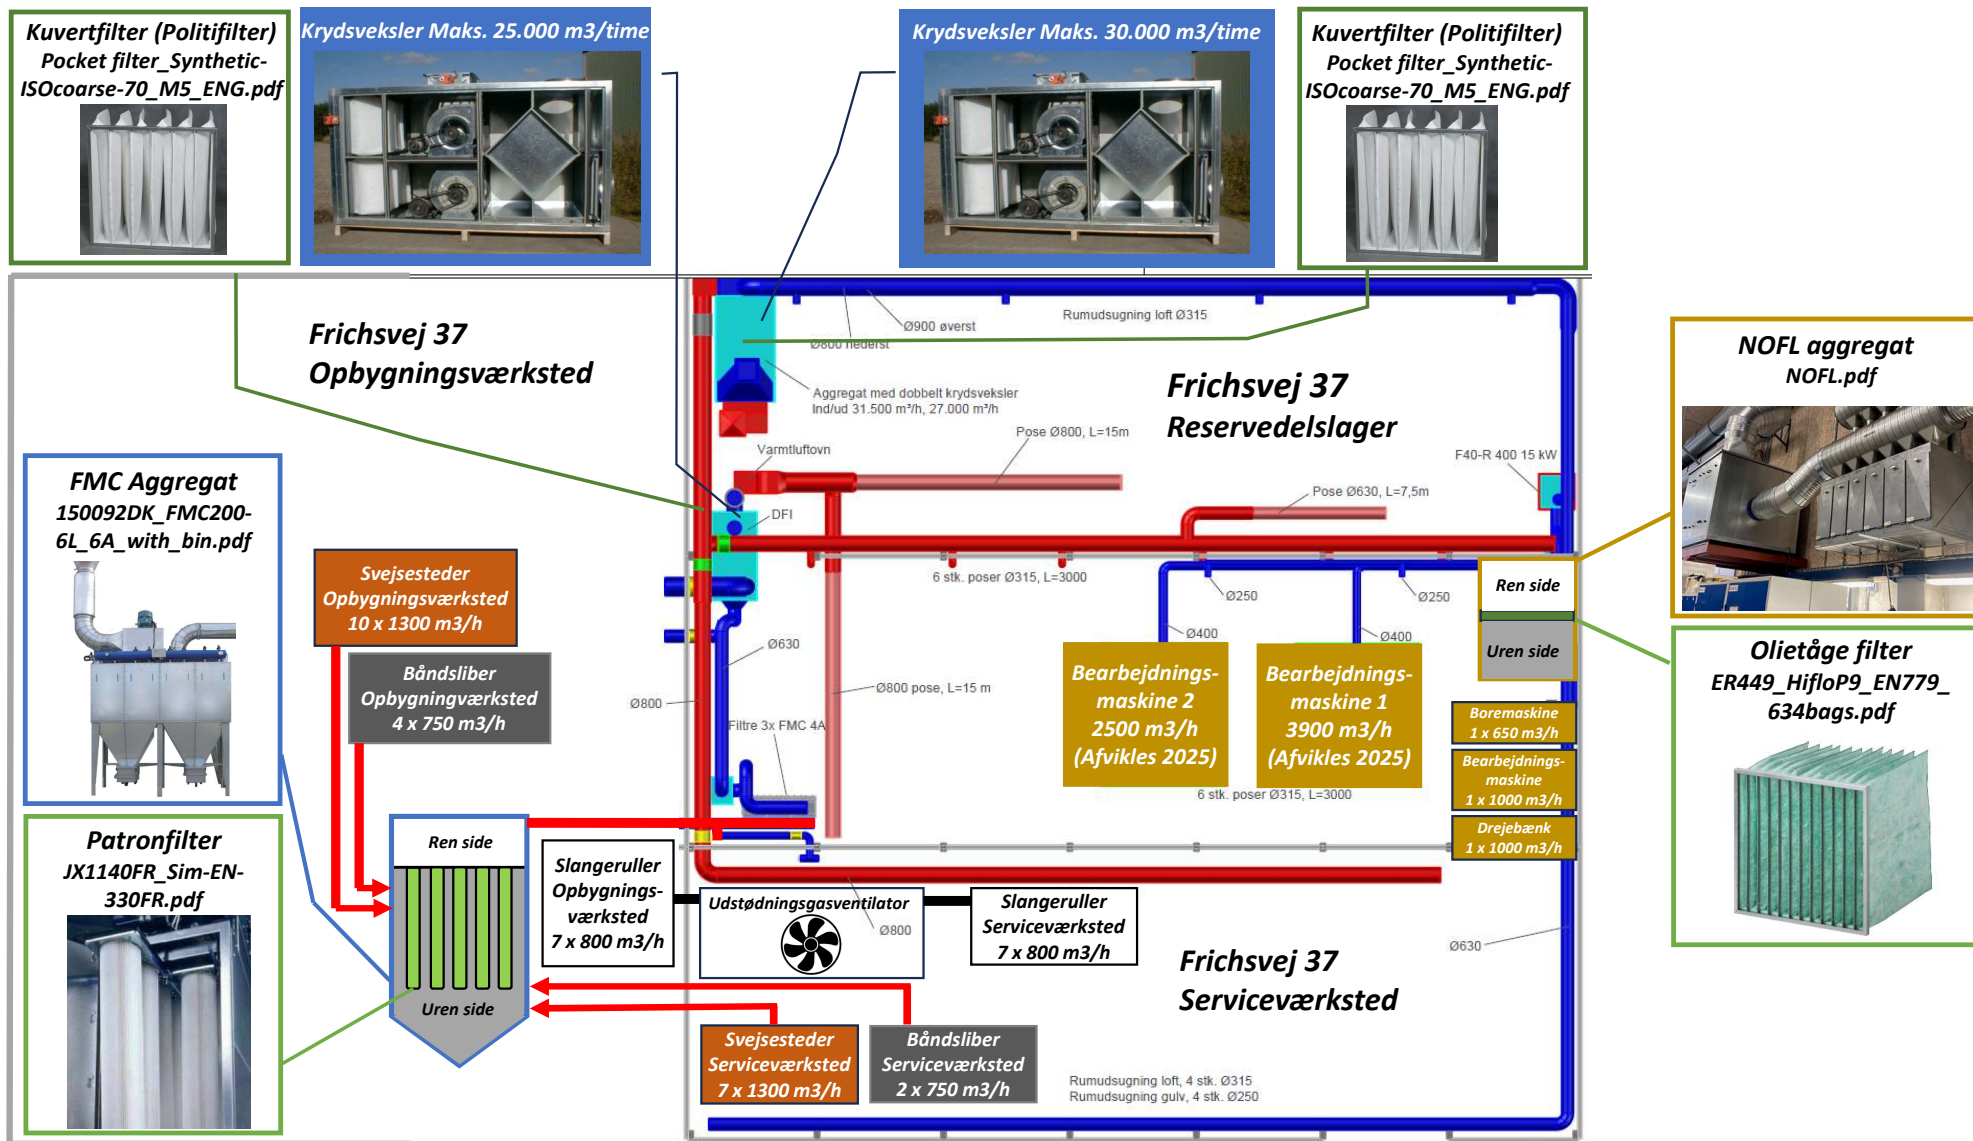 Kuvertfilter (Politifilter)
Pocket filter_Synthetic-
ISOcoarse-70_M5_ENG.pdf
Krydsveksler Maks. 25.000 m3/time
Krydsveksler Maks. 30.000 m3/time
Kuvertfilter (Politifilter)
Pocket filter_Synthetic-
ISOcoarse-70_M5_ENG.pdf
Frichsvej 37
Opbygningsværksted
Ø900 øverst
Ø800 nederst
Rumudsugning loft Ø315
Aggregat med dobbelt krydsveksler
Ind/ud 31.500 m³/h, 27.000 m³/h
Frichsvej 37
Reservedelslager
NOFL aggregat
NOFL.pdf
Varmtluftovn
Pose Ø800, L=15m
F40-R 400 15 kW
Pose Ø630, L=7,5m
DFI
6 stk. poser Ø315, L=3000
Ø250
Ø250
Ø400
Ø400
FMC Aggregat
150092DK_FMC200-
6L_6A_with_bin.pdf
Svejsesteder
Opbygningsværksted
10 x 1300 m3/h
Båndsliber
Opbygningværksted
4 x 750 m3/h
Ø630
Ø800
Ø800 pose, L=15 m
Filtre 3x FMC 4A
Bearbejdnings-
maskine 2
2500 m3/h
(Afvikles 2025)
Bearbejdnings-
maskine 1
3900 m3/h
(Afvikles 2025)
6 stk. poser Ø315, L=3000
Ren side
Uren side
Boremaskine
1 x 650 m3/h
Bearbejdnings-
maskine
1 x 1000 m3/h
Drejebænk
1 x 1000 m3/h
Olietåge filter
ER449_HifloP9_EN779_
634bags.pdf
Patronfilter
JX1140FR_Sim-EN-
330FR.pdf
Ren side
Uren side
Slangeruller
Opbygnings-
værksted
7 x 800 m3/h
Udstødningsgasventilator
Ø800
Slangeruller
Serviceværksted
7 x 800 m3/h
Ø630
Frichsvej 37
Serviceværksted
Svejsesteder
Serviceværksted
7 x 1300 m3/h
Båndsliber
Serviceværksted
2 x 750 m3/h
Rumudsugning loft, 4 stk. Ø315
Rumudsugning gulv, 4 stk. Ø250